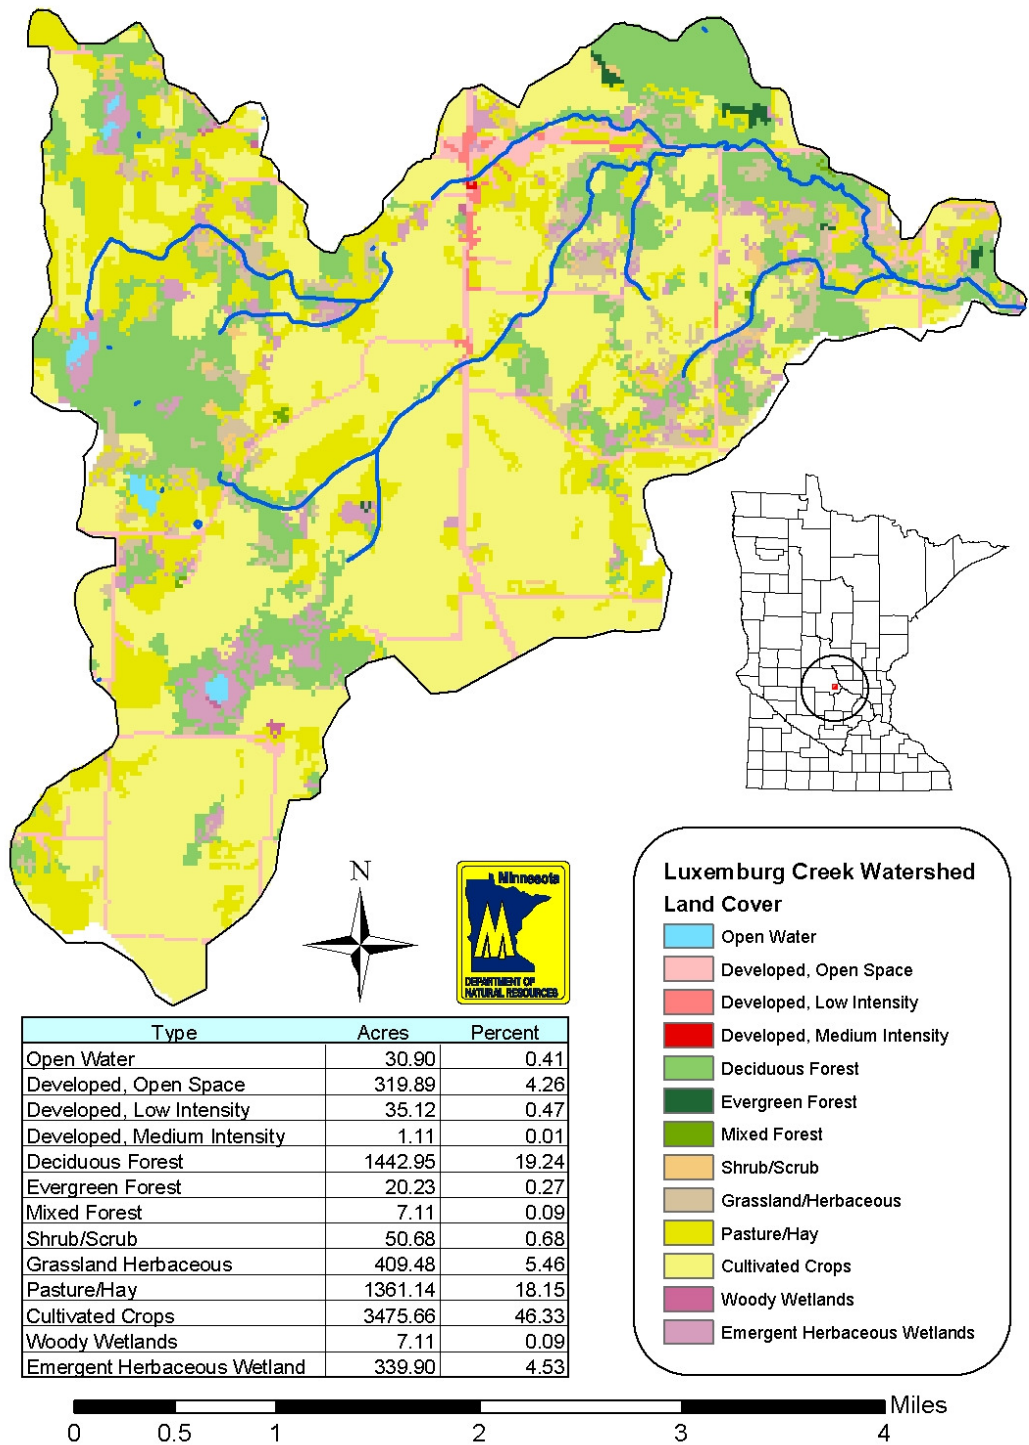 N
Minnesota
DEPARTMENT OF
NATURAL RESOURCES
Luxemburg Creek Watershed
Land Cover
Open Water
Developed, Open Space
Developed, Low Intensity
Developed, Medium Intensity
Deciduous Forest
Evergreen Forest
Mixed Forest
Shrub/Scrub
Grassland/Herbaceous
Pasture/Hay
Cultivated Crops
Woody Wetlands
Emergent Herbaceous Wetlands
Type Acres Percent
Open Water 30.90 0.41
Developed, Open Space 319.89 4.26
Developed, Low Intensity 35.12 0.47
Developed, Medium Intensity 1.11 0.01
Deciduous Forest 1442.95 19.24
Evergreen Forest 20.23 0.27
Mixed Forest 7.11 0.09
Shrub/Scrub 50.68 0.68
Grassland Herbaceous 409.48 5.46
Pasture/Hay 1361.14 18.15
Cultivated Crops 3475.66 46.33
Woody Wetlands 7.11 0.09
Emergent Herbaceous Wetland 339.90 4.53
Miles
0 0.5 1 2 3 4